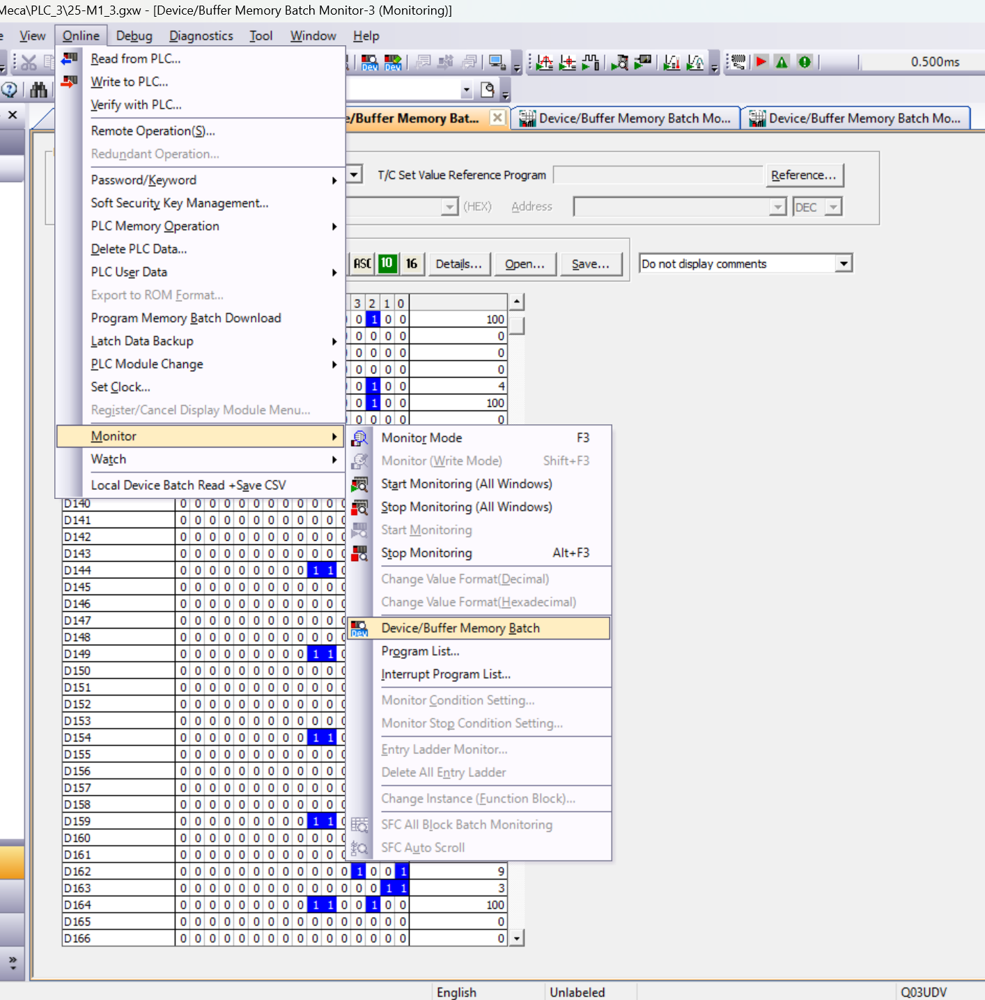 Meca\PLC_3\25-M1_3.gxw - [Device/Buffer Memory Batch Monitor-3 (Monitoring)]
e View Online Debug Diagnostics Tool Window Help
Read from PLC...
Dev Dev 0.500ms
Write to PLC...
Verify with PLC...
e/Buffer Memory Bat... Device/Buffer Memory Batch Mo... Device/Buffer Memory Batch Mo...
Remote Operation(S)...
Redundant Operation...
Password/Keyword
T/C Set Value Reference Program Reference...
Soft Security Key Management...
(HEX) Address DEC
PLC Memory Operation
Delete PLC Data...
ASC 10 16 Details... Open... Save... Do not display comments
PLC User Data
Export to ROM Format...
3 2 1 0
Program Memory Batch Download
0 1 0 0 100
Latch Data Backup
0 0 0 0 0
0 0 0 0 0
PLC Module Change
0 0 0 0 0
Set Clock...
0 1 0 0 4
Register/Cancel Display Module Menu...
0 1 0 0 100
0 0 0 0 0
Monitor
Watch
Local Device Batch Read +Save CSV
Monitor Mode F3
Monitor (Write Mode) Shift+F3
Start Monitoring (All Windows)
Stop Monitoring (All Windows)
Start Monitoring
Stop Monitoring Alt+F3
Change Value Format(Decimal)
Change Value Format(Hexadecimal)
Dev Device/Buffer Memory Batch
Program List...
Interrupt Program List...
Monitor Condition Setting...
Monitor Stop Condition Setting...
Entry Ladder Monitor...
Delete All Entry Ladder
Change Instance (Function Block)...
SFC All Block Batch Monitoring
SFC Auto Scroll
D140 0 0 0 0 0 0 0 0 0 0 0
D141 0 0 0 0 0 0 0 0 0 0 0
D142 0 0 0 0 0 0 0 0 0 0 0
D143 0 0 0 0 0 0 0 0 0 0 0
D144 0 0 0 0 0 0 0 0 0 1 1
D145 0 0 0 0 0 0 0 0 0 0 0
D146 0 0 0 0 0 0 0 0 0 0 0
D147 0 0 0 0 0 0 0 0 0 0 0
D148 0 0 0 0 0 0 0 0 0 0 0
D149 0 0 0 0 0 0 0 0 0 1 1
D150 0 0 0 0 0 0 0 0 0 0 0
D151 0 0 0 0 0 0 0 0 0 0 0
D152 0 0 0 0 0 0 0 0 0 0 0
D153 0 0 0 0 0 0 0 0 0 0 0
D154 0 0 0 0 0 0 0 0 0 1 1
D155 0 0 0 0 0 0 0 0 0 0 0
D156 0 0 0 0 0 0 0 0 0 0 0
D157 0 0 0 0 0 0 0 0 0 0 0
D158 0 0 0 0 0 0 0 0 0 0 0
D159 0 0 0 0 0 0 0 0 0 1 1
D160 0 0 0 0 0 0 0 0 0 0 0
D161 0 0 0 0 0 0 0 0 0 0 0
D162 0 0 0 0 0 0 0 0 0 0 0 0 1 0 0 1 9
D163 0 0 0 0 0 0 0 0 0 0 0 0 0 0 1 1 3
D164 0 0 0 0 0 0 0 0 0 1 1 0 0 1 0 0 100
D165 0 0 0 0 0 0 0 0 0 0 0 0 0 0 0 0 0
D166 0 0 0 0 0 0 0 0 0 0 0 0 0 0 0 0 0
English Unlabeled Q03UDV